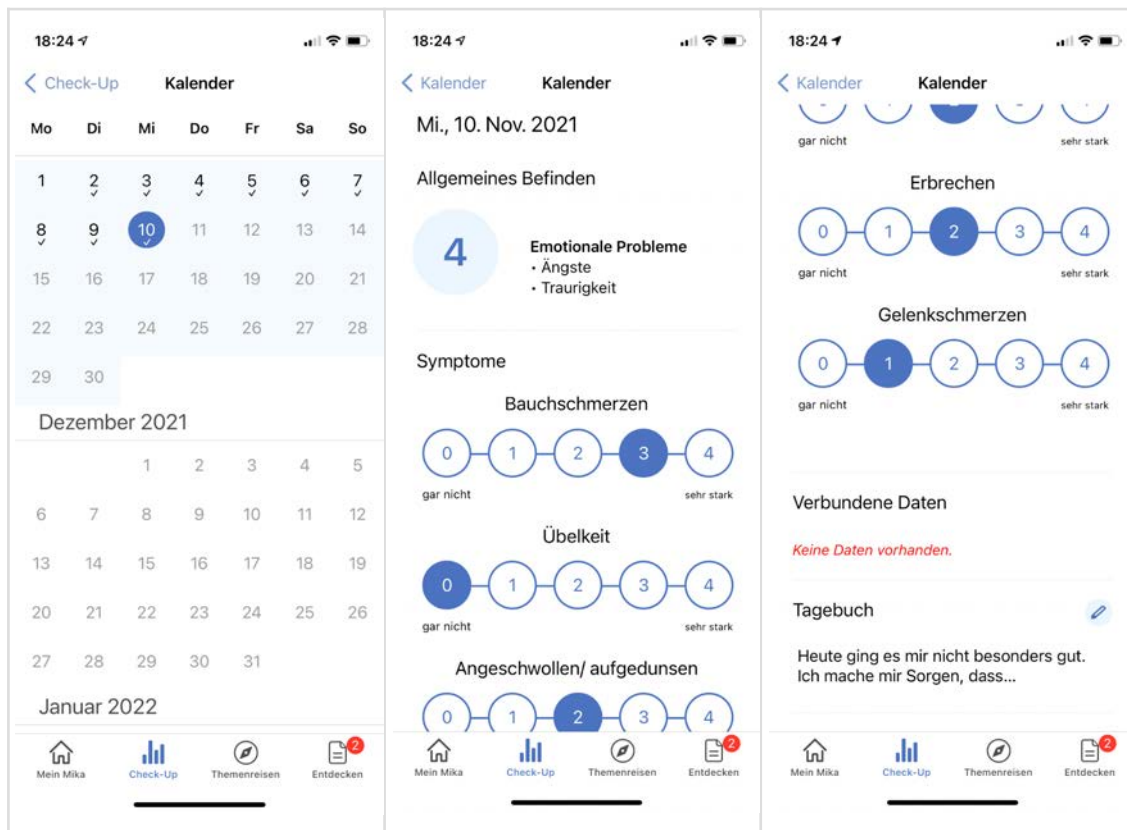 18:24
Check-Up Kalender
Mo Di Mi Do Fr Sa So
1 2 3 4 5 6 7
8 9 10 11 12 13 14
15 16 17 18 19 20 21
22 23 24 25 26 27 28
29 30
Dezember 2021
1 2 3 4 5
6 7 8 9 10 11 12
13 14 15 16 17 18 19
20 21 22 23 24 25 26
27 28 29 30 31
Januar 2022
2
Mein Mika Check-Up Themenreisen Entdecken
18:24
Kalender Kalender
Mi., 10. Nov. 2021
Allgemeines Befinden
4
Emotionale Probleme
• Ängste
• Traurigkeit
Symptome
Bauchschmerzen
0 1 2 3 4
gar nicht sehr stark
Übelkeit
0 1 2 3 4
gar nicht sehr stark
Angeschwollen/ aufgedunsen
0 1 2 3 4
2
Mein Mika Check-Up Themenreisen Entdecken
18:24
Kalender Kalender
gar nicht sehr stark
Erbrechen
0 1 2 3 4
gar nicht sehr stark
Gelenkschmerzen
0 1 2 3 4
gar nicht sehr stark
Verbundene Daten
Keine Daten vorhanden.
Tagebuch
Heute ging es mir nicht besonders gut.
Ich mache mir Sorgen, dass...
2
Mein Mika Check-Up Themenreisen Entdecken